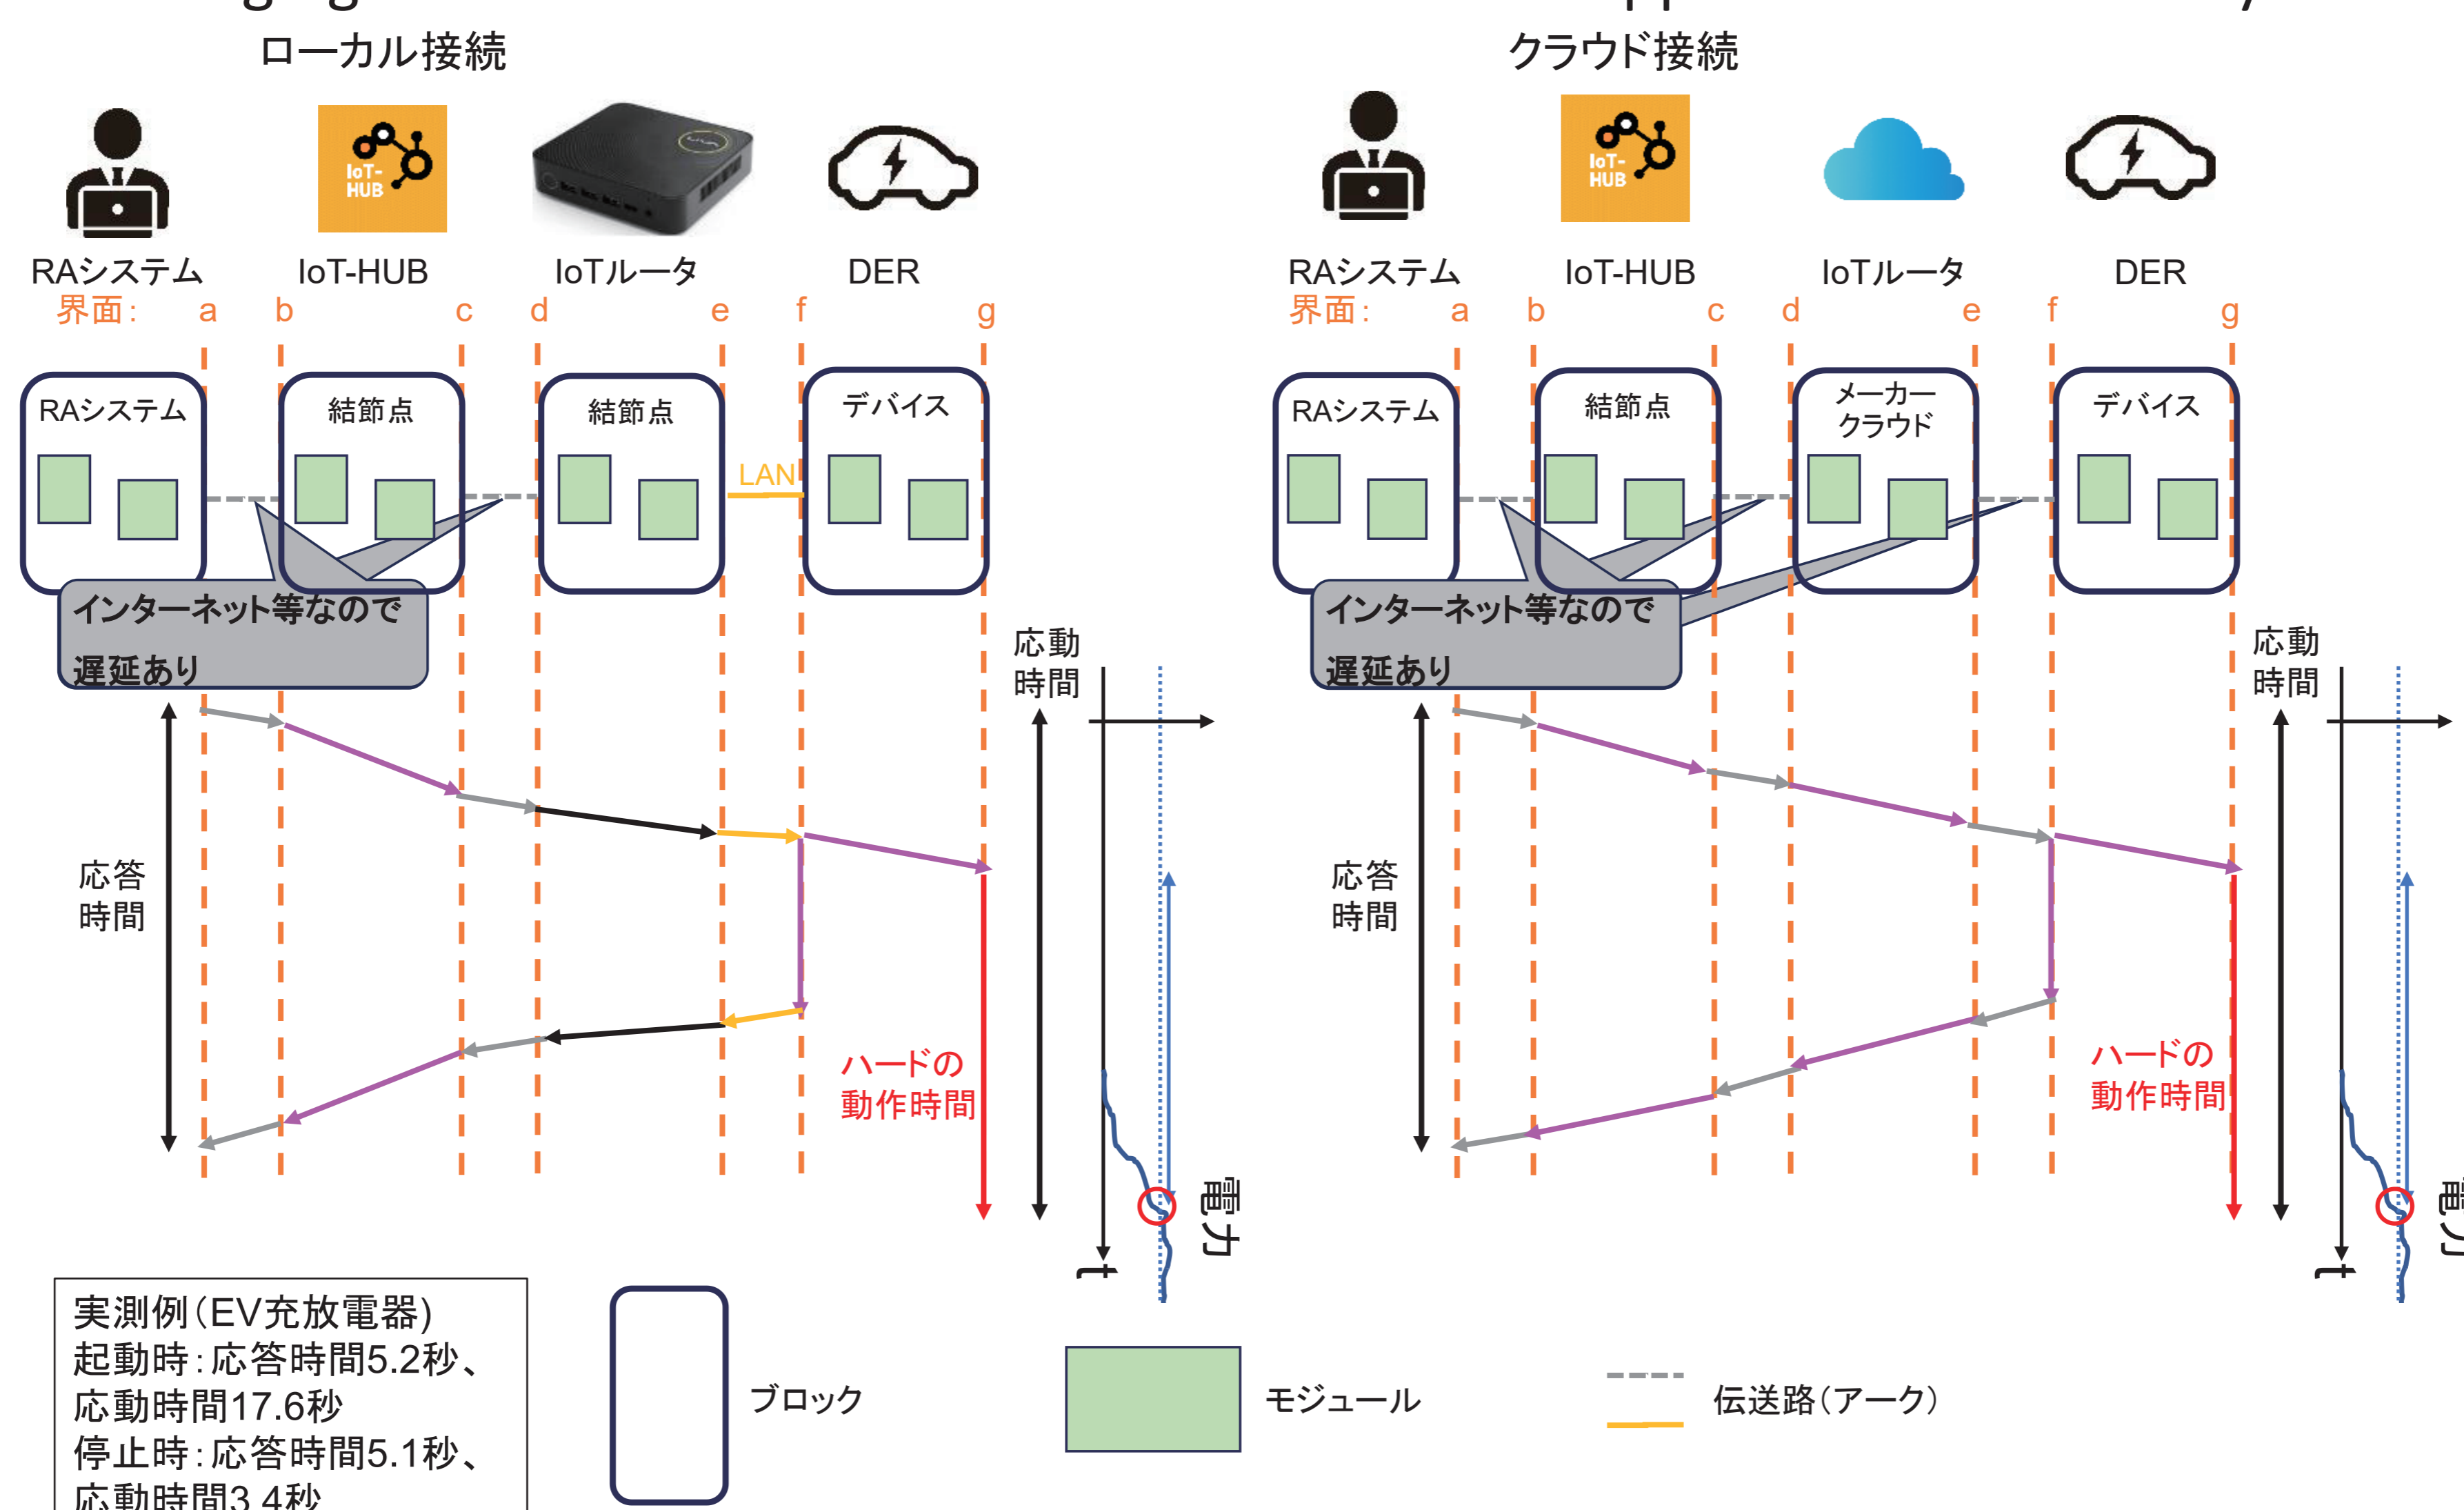 ローカル接続
IoT-
HUB
RAシステム
IoT-HUB
IoTルータ
DER
界面：
a
b
c
d
e
f
g
RAシステム
結節点
結節点
デバイス
LAN
インターネット等なので
遅延あり
応答
時間
応動
時間
ハードの
動作時間
電力
t
クラウド接続
IoT-
HUB
RAシステム
IoT-HUB
IoTルータ
DER
界面：
a
b
c
d
e
f
g
RAシステム
結節点
メーカー
クラウド
デバイス
インターネット等なので
遅延あり
応答
時間
応動
時間
ハードの
動作時間
電力
t
実測例（EV充放電器)
起動時：応答時間5.2秒、
応動時間17.6秒
停止時：応答時間5.1秒、
応動時間3.4秒
ブロック
モジュール
伝送路（アーク）